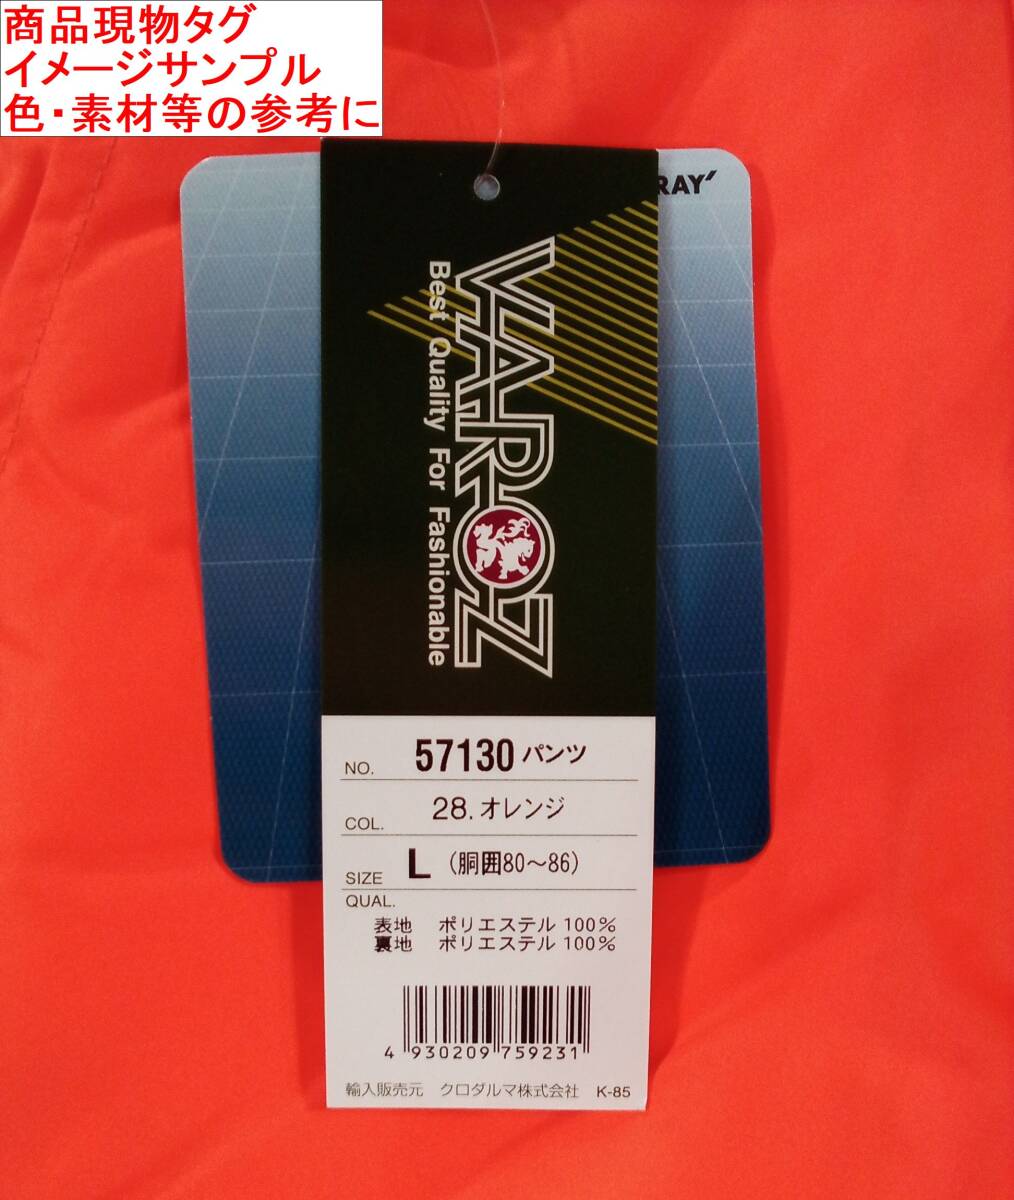 商品現物タグ
イメージサンプル
色・素材等の参考に
RAY′
VAROZ
Best Quality For Fashionable
NO. 57130 パンツ
COL. 28.オレンジ
SIZE L (胴囲80～86)
QUAL.
表地 ポリエステル 100%
裏地 ポリエステル 100%
4 930209 759231
輸入販売元 クロダルマ株式会社 K-85